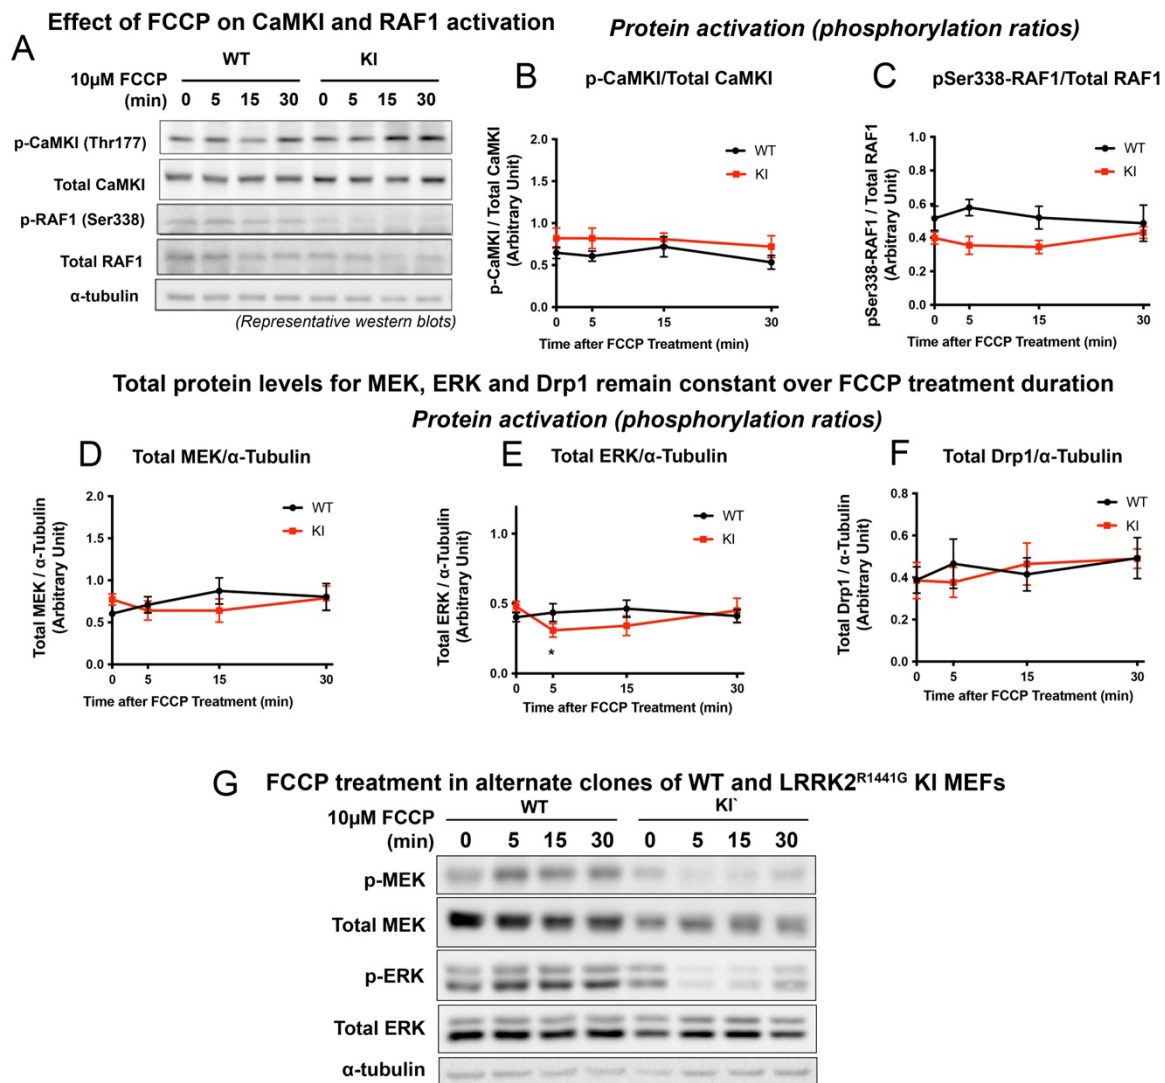 Effect of FCCP on CaMKI and RAF1 activation
Protein activation (phosphorylation ratios)
A
WT KI
10µM FCCP
(min) 0 5 15 30 0 5 15 30
p-CaMKI (Thr177)
Total CaMKI
p-RAF1 (Ser338)
Total RAF1
α-tubulin
(Representative western blots)
B p-CaMKI/Total CaMKI
p-CaMKI / Total CaMKI
(Arbitrary Unit)
2.0
1.5
1.0
0.5
0.0
WT
KI
0 5 15 30
Time after FCCP Treatment (min)
C pSer338-RAF1/Total RAF1
pSer338-RAF1 / Total RAF1
(Arbitrary Unit)
1.0
0.8
0.6
0.4
0.2
0.0
WT
KI
0 5 15 30
Time after FCCP Treatment (min)
Total protein levels for MEK, ERK and Drp1 remain constant over FCCP treatment duration
Protein activation (phosphorylation ratios)
D Total MEK/α-Tubulin
Total MEK / α-Tubulin
(Arbitrary Unit)
2.0
1.5
1.0
0.5
0.0
WT
KI
0 5 15 30
Time after FCCP Treatment (min)
E Total ERK/α-Tubulin
Total ERK / α-Tubulin
(Arbitrary Unit)
1.0
0.5
0.0
WT
KI
*
0 5 15 30
Time after FCCP Treatment (min)
F Total Drp1/α-Tubulin
Total Drp1 / α-Tubulin
(Arbitrary Unit)
0.8
0.6
0.4
0.2
0.0
WT
KI
0 5 15 30
Time after FCCP Treatment (min)
G FCCP treatment in alternate clones of WT and LRRK2R1441G KI MEFs
WT KI`
10µM FCCP
(min) 0 5 15 30 0 5 15 30
p-MEK
Total MEK
p-ERK
Total ERK
α-tubulin